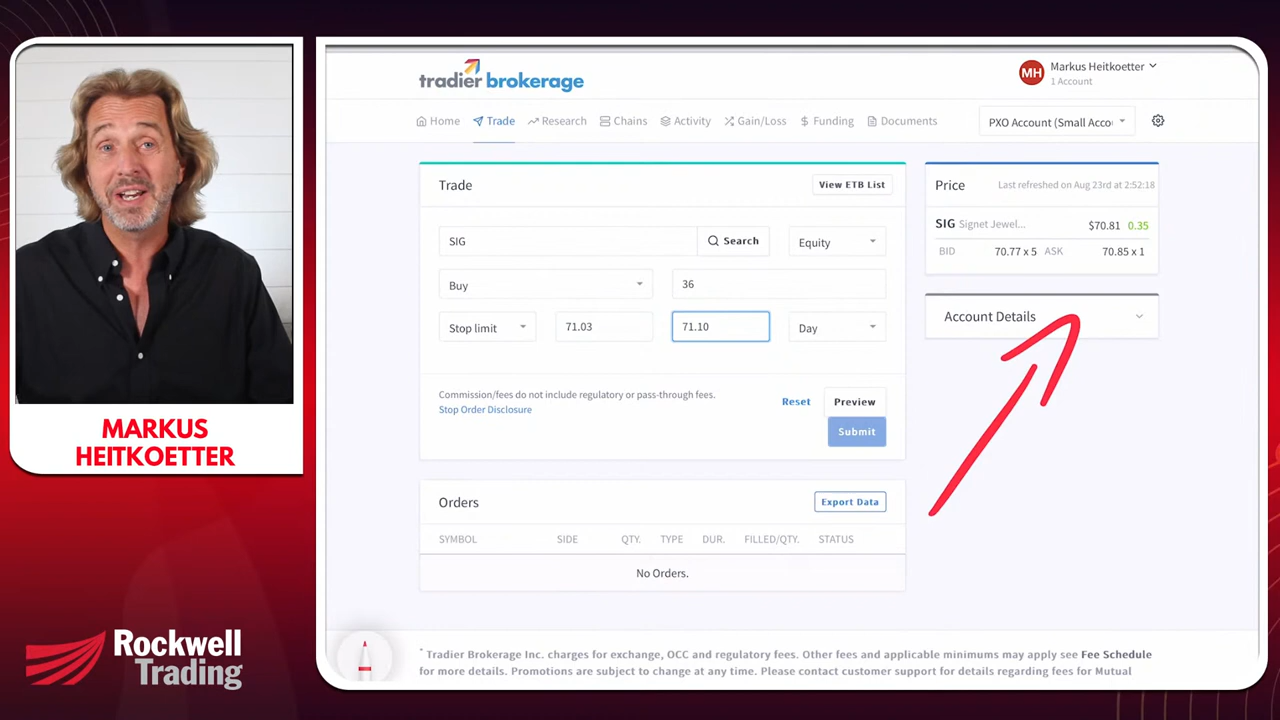 MARKUS
HEITKOETTER
Rockwell
Trading
tradier brokerage
MH
Markus Heitkoetter
1 Account
Home
Trade
Research
Chains
Activity
Gain/Loss
$ Funding
Documents
PXO Account (Small Acco
Trade
View ETB List
SIG
Search
Equity
Buy
36
Stop limit
71.03
71.10
Day
Commission/fees do not include regulatory or pass-through fees.
Stop Order Disclosure
Reset
Preview
Submit
Price
Last refreshed on Aug 23rd at 2:52:18
SIG Signet Jewel...
$70.81 0.35
BID 70.77 x 5 ASK 70.85 x 1
Account Details
Orders
Export Data
SYMBOL SIDE QTY. TYPE DUR. FILLED/QTY. STATUS
No Orders.
* Tradier Brokerage Inc. charges for exchange, OCC and regulatory fees. Other fees and applicable minimums may apply see Fee Schedule
for more details. Promotions are subject to change at any time. Please contact customer support for details regarding fees for Mutual